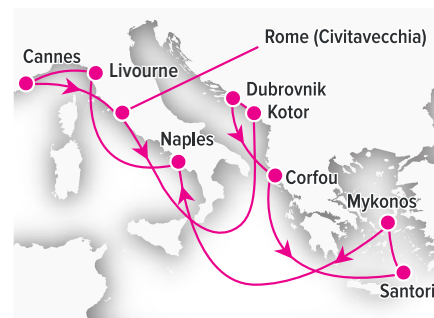 Rome (Civitavecchia)
Cannes
Livourne
Dubrovnik
Kotor
Naples
Corfou
Mykonos
Santori